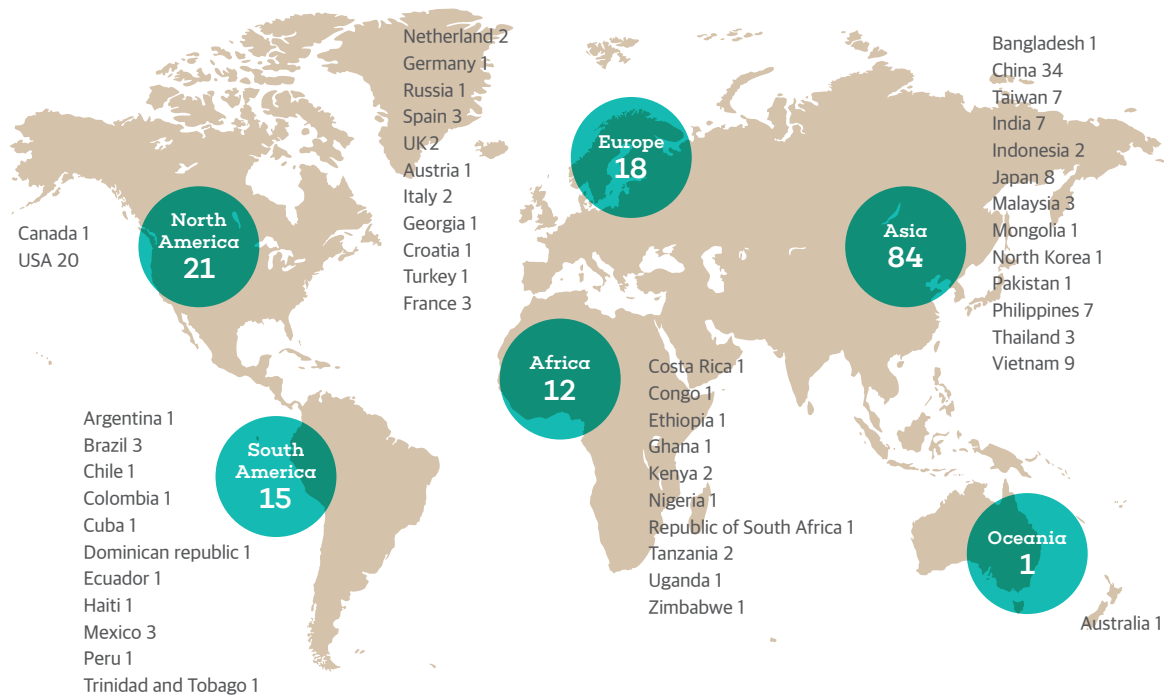 Netherland 2
Germany 1
Russia 1
Spain 3
UK 2
Austria 1
Italy 2
Georgia 1
Croatia 1
Turkey 1
France 3
Europe
18
Bangladesh 1
China 34
Taiwan 7
India 7
Indonesia 2
Japan 8
Malaysia 3
Mongolia 1
North Korea 1
Pakistan 1
Philippines 7
Thailand 3
Vietnam 9
Asia
84
Canada 1
USA 20
North
America
21
Africa
12
Costa Rica 1
Congo 1
Ethiopia 1
Ghana 1
Kenya 2
Nigeria 1
Republic of South Africa 1
Tanzania 2
Uganda 1
Zimbabwe 1
Argentina 1
Brazil 3
Chile 1
Colombia 1
Cuba 1
Dominican republic 1
Ecuador 1
Haiti 1
Mexico 3
Peru 1
Trinidad and Tobago 1
South
America
15
Oceania
1
Australia 1